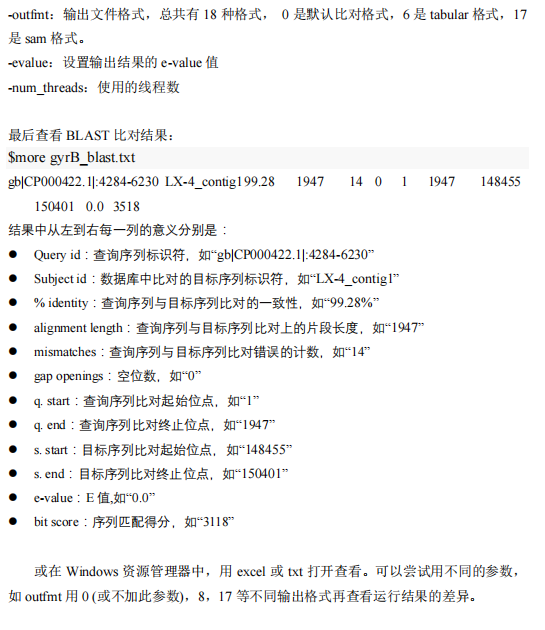 -outfmt：输出文件格式，总共有 18 种格式， 0 是默认比对格式，6 是 tabular 格式，17
是 sam 格式。
-evalue：设置输出结果的 e-value 值
-num_threads：使用的线程数
最后查看 BLAST 比对结果：
$more gyrB_blast.txt
gb|CP000422.1|:4284-6230 LX-4_contig199.28 1947 14 0 1 1947 148455
150401 0.0 3518
结果中从左到右每一列的意义分别是：
● Query id：查询序列标识符，如“gb|CP000422.1|:4284-6230”
● Subject id：数据库中比对的目标序列标识符，如“LX-4_contig1”
● % identity：查询序列与目标序列比对的一致性，如“99.28%”
● alignment length：查询序列与目标序列比对上的片段长度，如“1947”
● mismatches：查询序列与目标序列比对错误的计数，如“14”
● gap openings：空位数，如“0”
● q. start：查询序列比对起始位点，如“1”
● q. end：查询序列比对终止位点，如“1947”
● s. start：目标序列比对起始位点，如“148455”
● s. end：目标序列比对终止位点，如“150401”
● e-value：E 值,如“0.0”
● bit score：序列匹配得分，如“3118”
或在 Windows 资源管理器中，用 excel 或 txt 打开查看。可以尝试用不同的参数，
如 outfmt 用 0 (或不加此参数)，8，17 等不同输出格式再查看运行结果的差异。